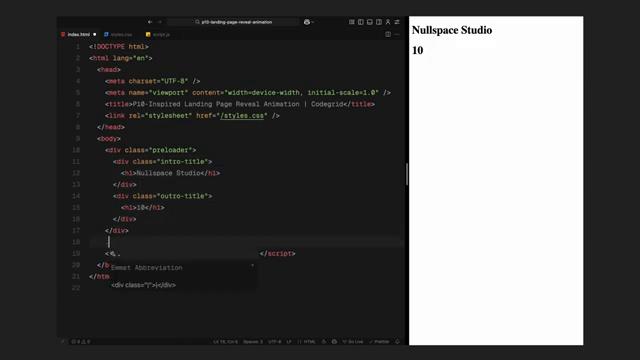 p10-landing-page-reveal-animation
index.html
styles.css
script.js
1 <!DOCTYPE html>
2 <html lang="en">
3 <head>
4 <meta charset="UTF-8" />
5 <meta name="viewport" content="width=device-width, initial-scale=1.0" />
6 <title>P10-Inspired Landing Page Reveal Animation | Codegrid</title>
7 <link rel="stylesheet" href="/styles.css" />
8 </head>
9 <body>
10 <div class="preloader">
11 <div class="intro-title">
12 <h1>Nullspace Studio</h1>
13 </div>
14 <div class="outro-title">
15 <h1>10</h1>
16 </div>
17 </div>
18 .
19 < </script>
20 </b
21 </htm
22
Emmet Abbreviation
<div class="|"></div>
Ln 18, Col 6
Spaces: 2
UTF-8
LF
HTML
Go Live
Prettier
Nullspace Studio
10